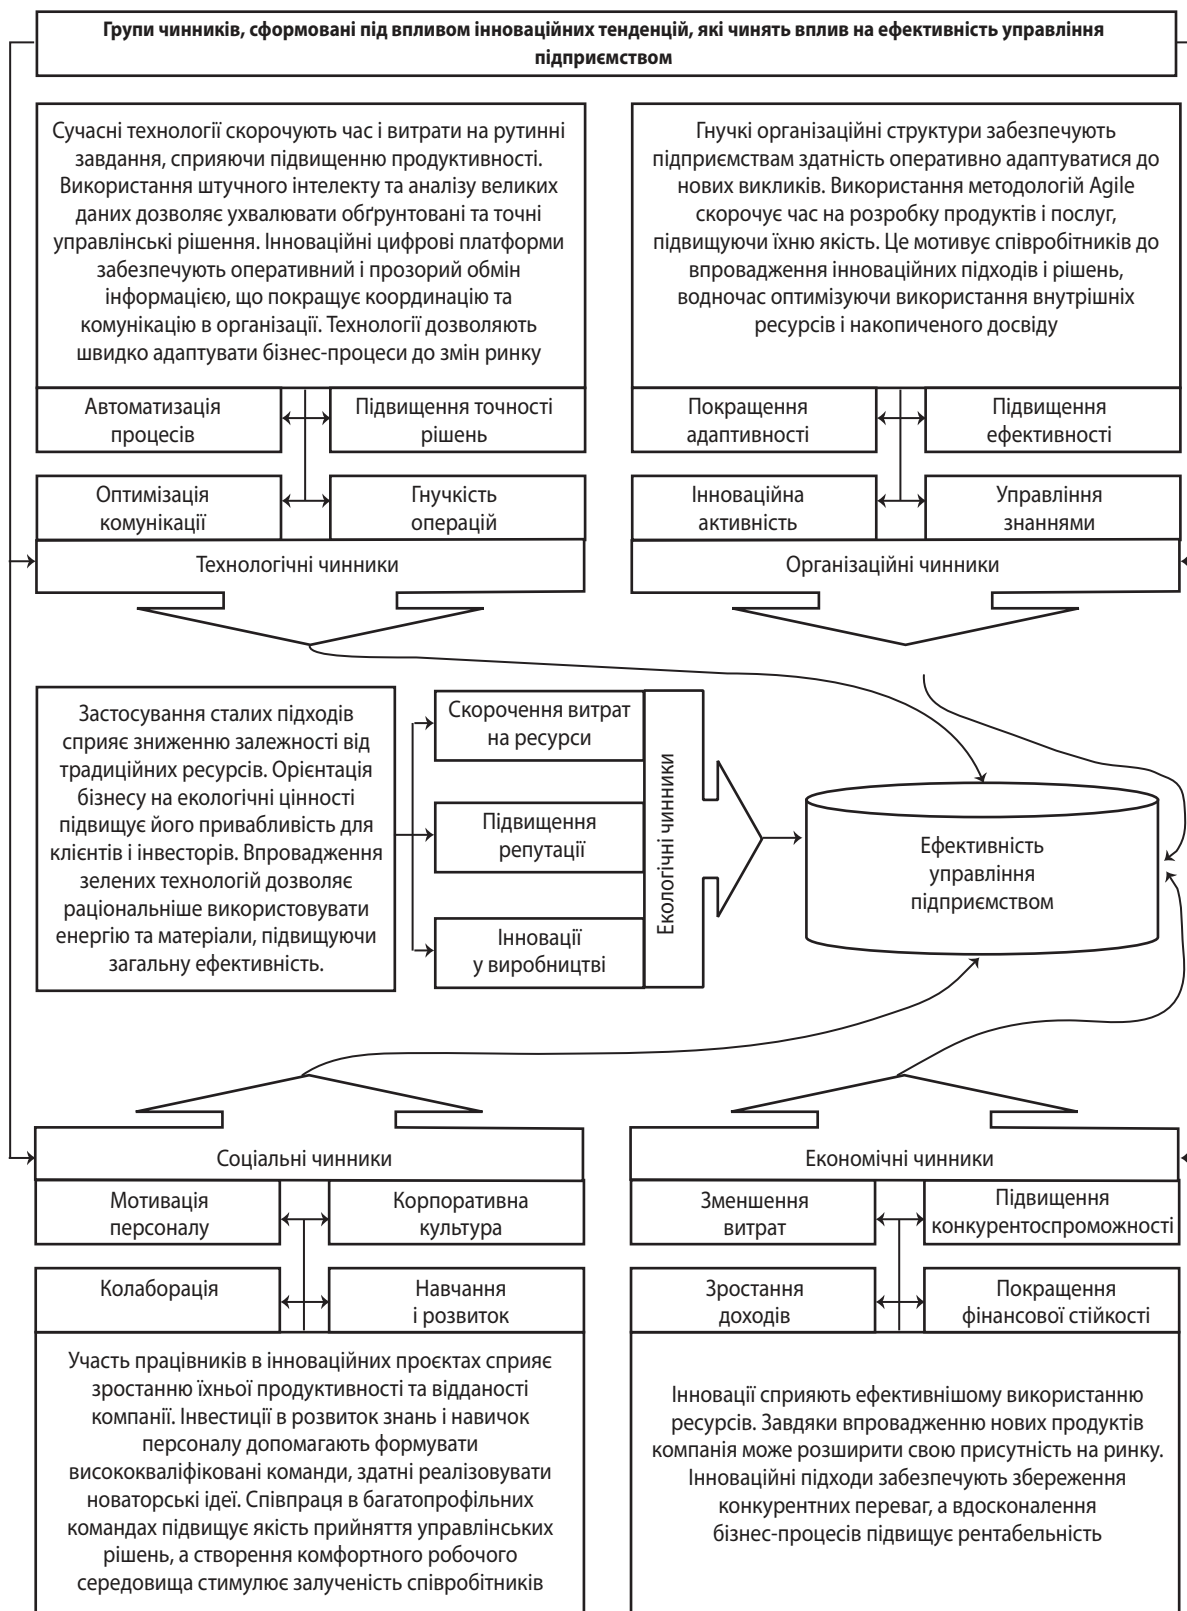 Групи чинників, сформовані під впливом інноваційних тенденцій, які чинять вплив на ефективність управління
підприємством
Сучасні технології скорочують час і витрати на рутинні
завдання, сприяючи підвищенню продуктивності.
Використання штучного інтелекту та аналізу великих
даних дозволяє ухвалювати обґрунтовані та точні
управлінські рішення. Інноваційні цифрові платформи
забезпечують оперативний і прозорий обмін
інформацією, що покращує координацію та
комунікацію в організації. Технології дозволяють
швидко адаптувати бізнес-процеси до змін ринку
Автоматизація
процесів
Підвищення точності
рішень
Оптимізація
комунікації
Гнучкість
операцій
Технологічні чинники
Гнучкі організаційні структури забезпечують
підприємствам здатність оперативно адаптуватися до
нових викликів. Використання методологій Agile
скорочує час на розробку продуктів і послуг,
підвищуючи їхню якість. Це мотивує співробітників до
впровадження інноваційних підходів і рішень,
водночас оптимізуючи використання внутрішніх
ресурсів і накопиченого досвіду
Покращення
адаптивності
Підвищення
ефективності
Інноваційна
активність
Управління
знаннями
Організаційні чинники
Застосування сталих підходів
сприяє зниженню залежності від
традиційних ресурсів. Орієнтація
бізнесу на екологічні цінності
підвищує його привабливість для
клієнтів і інвесторів. Впровадження
зелених технологій дозволяє
раціональніше використовувати
енергію та матеріали, підвищуючи
загальну ефективність.
Скорочення витрат
на ресурси
Підвищення
репутації
Інновації
у виробництві
Екологічні чинники
Ефективність
управління
підприємством
Соціальні чинники
Мотивація
персоналу
Корпоративна
культура
Колаборація
Навчання
і розвиток
Участь працівників в інноваційних проєктах сприяє
зростанню їхньої продуктивності та відданості
компанії. Інвестиції в розвиток знань і навичок
персоналу допомагають формувати
висококваліфіковані команди, здатні реалізовувати
новаторські ідеї. Співпраця в багатопрофільних
командах підвищує якість прийняття управлінських
рішень, а створення комфортного робочого
середовища стимулює залученість співробітників
Економічні чинники
Зменшення
витрат
Підвищення
конкурентоспроможності
Зростання
доходів
Покращення
фінансової стійкості
Інновації сприяють ефективнішому використанню
ресурсів. Завдяки впровадженню нових продуктів
компанія може розширити свою присутність на ринку.
Інноваційні підходи забезпечують збереження
конкурентних переваг, а вдосконалення
бізнес-процесів підвищує рентабельність